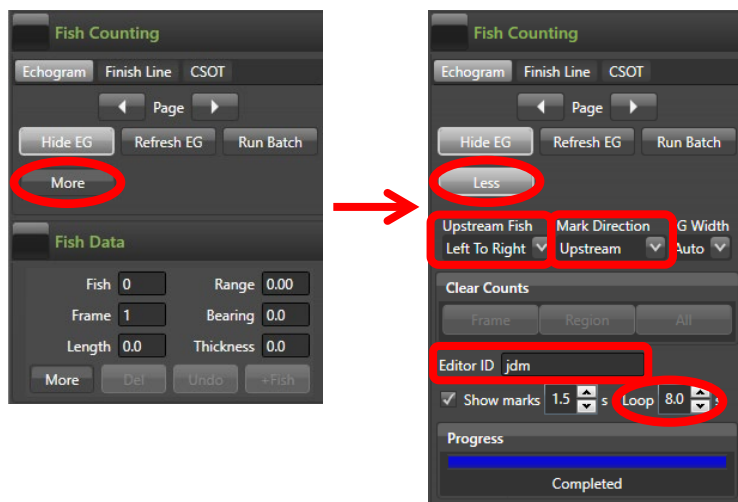 Fish Counting
Echogram Finish Line CSOT
Page
Hide EG Refresh EG Run Batch
More
Fish Data
Fish 0 Range 0.00
Frame 1 Bearing 0.0
Length 0.0 Thickness 0.0
More Del Undo +Fish
Fish Counting
Echogram Finish Line CSOT
Page
Hide EG Refresh EG Run Batch
Less
Upstream Fish Mark Direction G Width
Left To Right Upstream Auto
Clear Counts
Frame Region All
Editor ID jdm
Show marks 1.5 s Loop 8.0 s
Progress
Completed